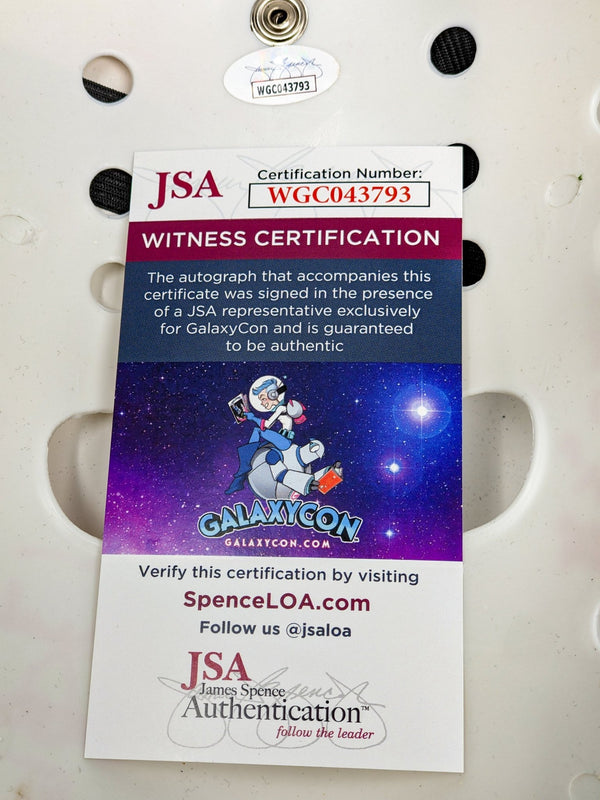 WGC043793
JSA
Certification Number:
WGC043793
WITNESS CERTIFICATION
The autograph that accompanies this
certificate was signed in the presence
of a JSA representative exclusively
for GalaxyCon and is guaranteed
to be authentic
GALAXYCON
GALAXYCON.COM
Verify this certification by visiting
SpenceLOA.com
Follow us @jsaloa
JSA
James Spence
Authentication™
follow the leader